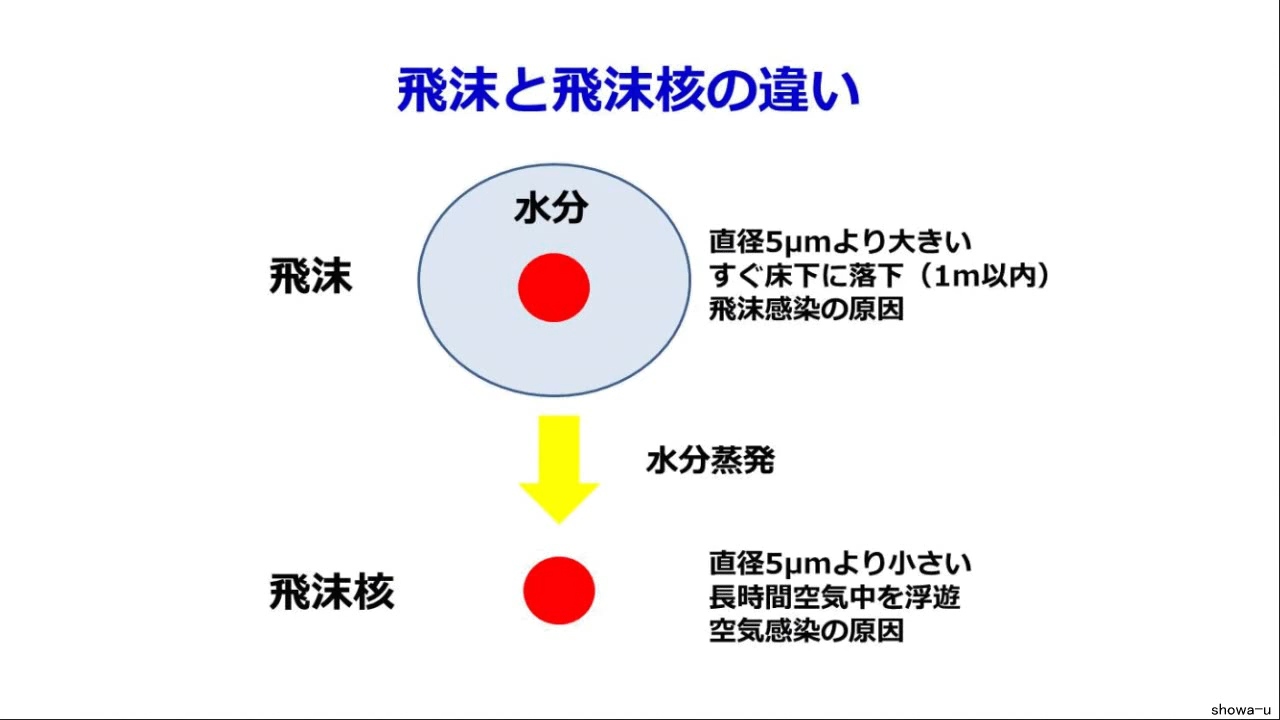 飛沫と飛沫核の違い
水分
飛沫
直径5μmより大きい
すぐ床下に落下（1m以内）
飛沫感染の原因
水分蒸発
飛沫核
直径5μmより小さい
長時間空気中を浮遊
空気感染の原因
showa-u